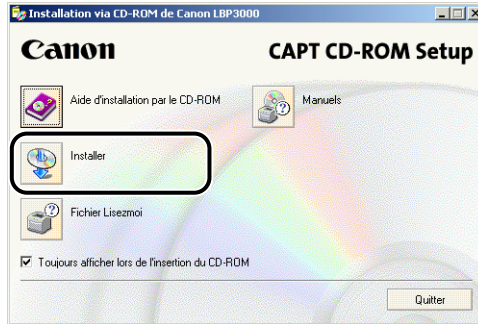 Installation via CD-ROM de Canon LBP3000
Canon
CAPT CD-ROM Setup
Aide d'installation par le CD-ROM
Manuels
Installer
Fichier Lisezmoi
Toujours afficher lors de l'insertion du CD-ROM
Quitter